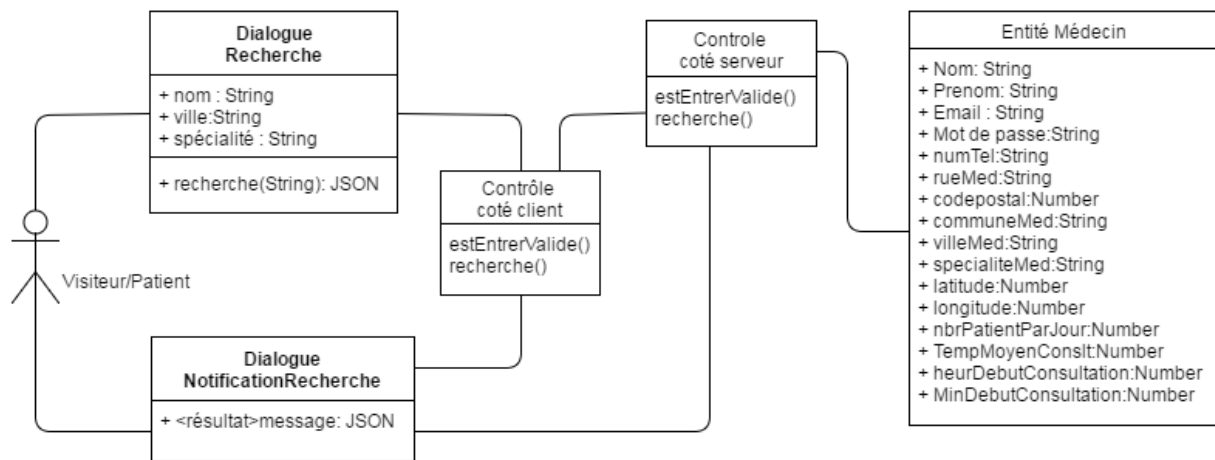 Dialogue
Recherche
+ nom : String
+ ville:String
+ spécialité : String
+ recherche(String): JSON
Visiteur/Patient
Dialogue
NotificationRecherche
+ <résultat>message: JSON
Contrôle
coté client
estEntrerValide()
recherche()
Controle
coté serveur
estEntrerValide()
recherche()
Entité Médecin
+ Nom: String
+ Prenom: String
+ Email : String
+ Mot de passe:String
+ numTel:String
+ rueMed:String
+ codepostal:Number
+ communeMed:String
+ villeMed:String
+ specialiteMed:String
+ latitude:Number
+ longitude:Number
+ nbrPatientParJour:Number
+ TempMoyenConslt:Number
+ heurDebutConsultation:Number
+ MinDebutConsultation:Number